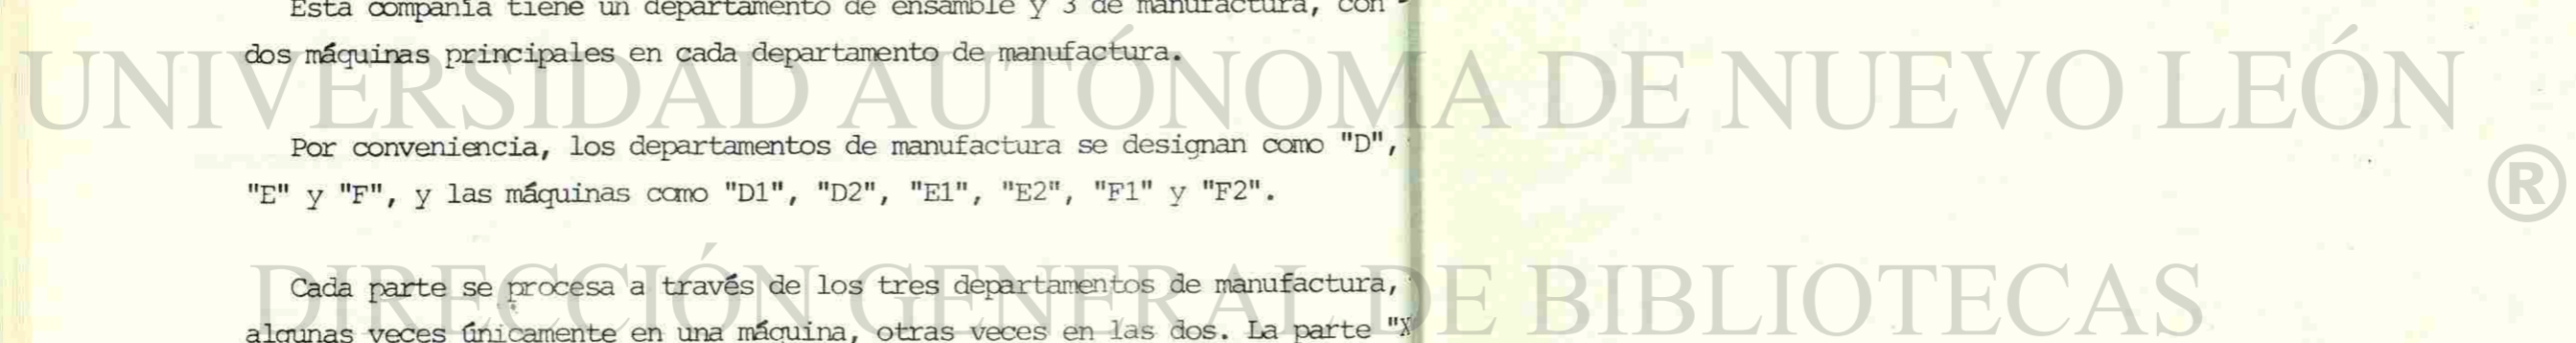 Esta compañía tiene un departamento de ensamble y 3 de manufactura, con
dos máquinas principales en cada departamento de manufactura.
UNIVERSIDAD AUTÓNOMA DE NUEVO LEÓN
®
Por conveniencia, los departamentos de manufactura se designan como "D",
"E" y "F", y las máquinas como "D1", "D2", "E1", "E2", "F1" y "F2".
DIRECCIÓN GENERAL DE BIBLIOTECAS
Cada parte se procesa a través de los tres departamentos de manufactura,
algunas veces únicamente en una máquina, otras veces en las dos. La parte "X